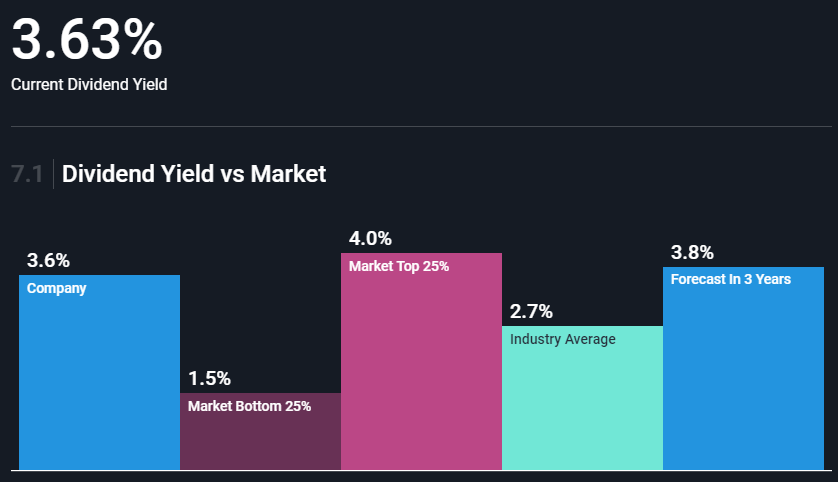 3.63%
Current Dividend Yield
7.1 Dividend Yield vs Market
3.6%
Company
1.5%
Market Bottom 25%
4.0%
Market Top 25%
2.7%
Industry Average
3.8%
Forecast In 3 Years